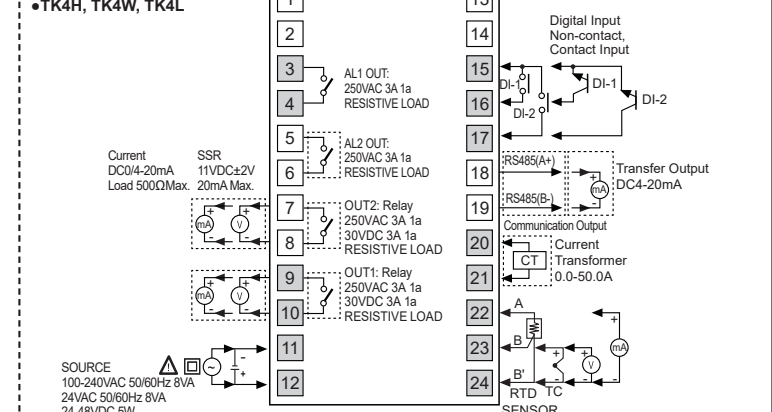 ●TK4H, TK4W, TK4L
1
13
2
14
Digital Input
Non-contact,
Contact Input
3
AL1 OUT:
250VAC 3A 1a
RESISTIVE LOAD
4
15
DI-1
DI-1
DI-2
16
DI-2
17
5
AL2 OUT:
250VAC 3A 1a
RESISTIVE LOAD
6
18
RS485(A+)
Transfer Output
DC4-20mA
+
mA
-
19
RS485(B-)
Communication Output
Current
DC0/4-20mA
Load 500ΩMax.
SSR
11VDC±2V
20mA Max.
+
mA
-
+
V
-
7
OUT2: Relay
250VAC 3A 1a
30VDC 3A 1a
RESISTIVE LOAD
8
20
CT
Current
Transformer
0.0-50.0A
21
+
mA
-
+
V
-
9
OUT1: Relay
250VAC 3A 1a
30VDC 3A 1a
RESISTIVE LOAD
10
22
A
23
B
24
B'
RTD
TC
+
-
+
V
-
+
mA
-
SENSOR
11
12
-
+
SOURCE
100-240VAC 50/60Hz 8VA
24VAC 50/60Hz 8VA
24-48VDC 5W